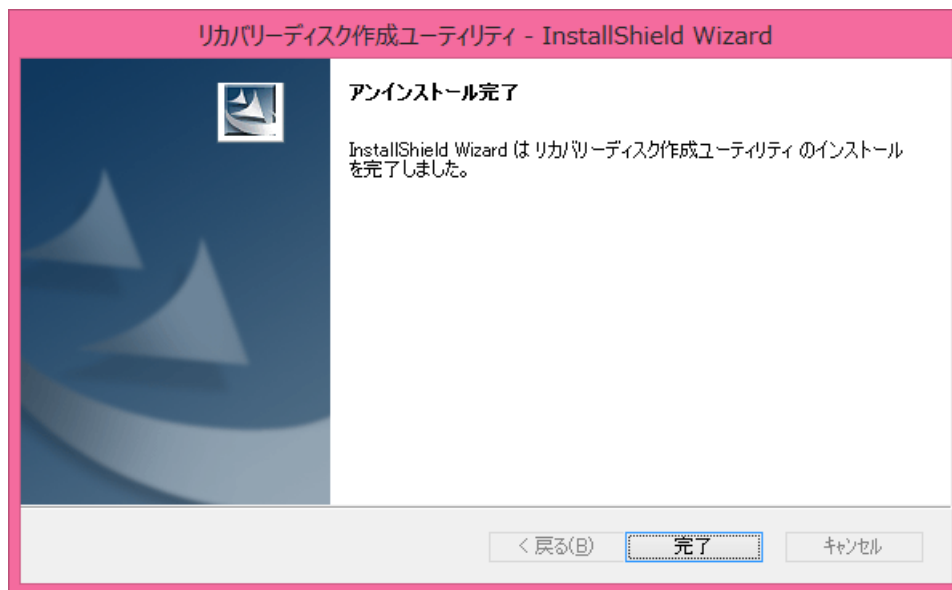 リカバリーディスク作成ユーティリティ - InstallShield Wizard
アンインストール完了
InstallShield Wizard は リカバリーディスク作成ユーティリティ のインストール
を完了しました。
< 戻る(B)
完了
キャンセル